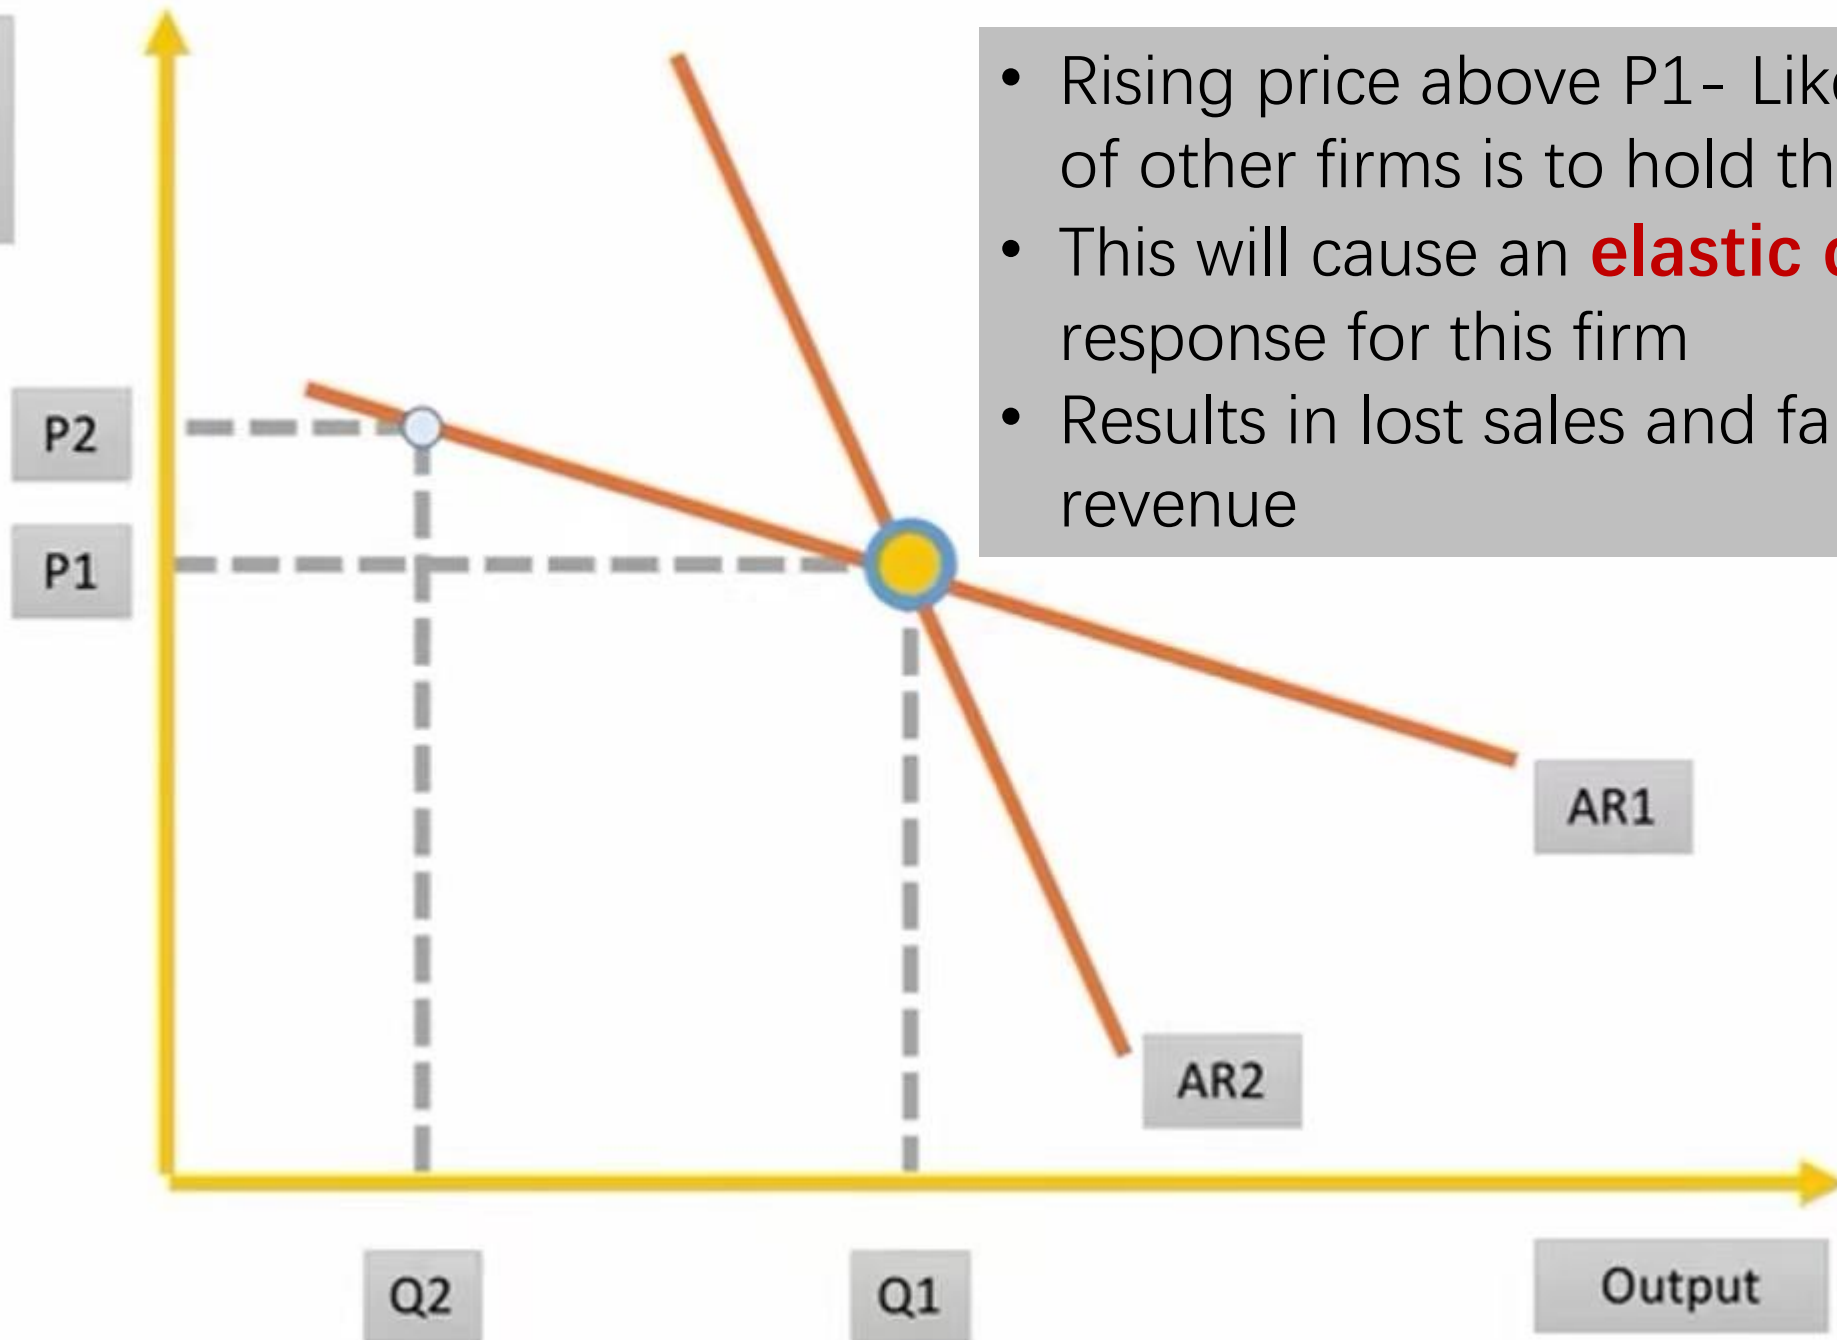 • Rising price above P1- Like
of other firms is to hold th
• This will cause an elastic
response for this firm
• Results in lost sales and fa
revenue
P2
P1
AR1
AR2
Q2
Q1
Output